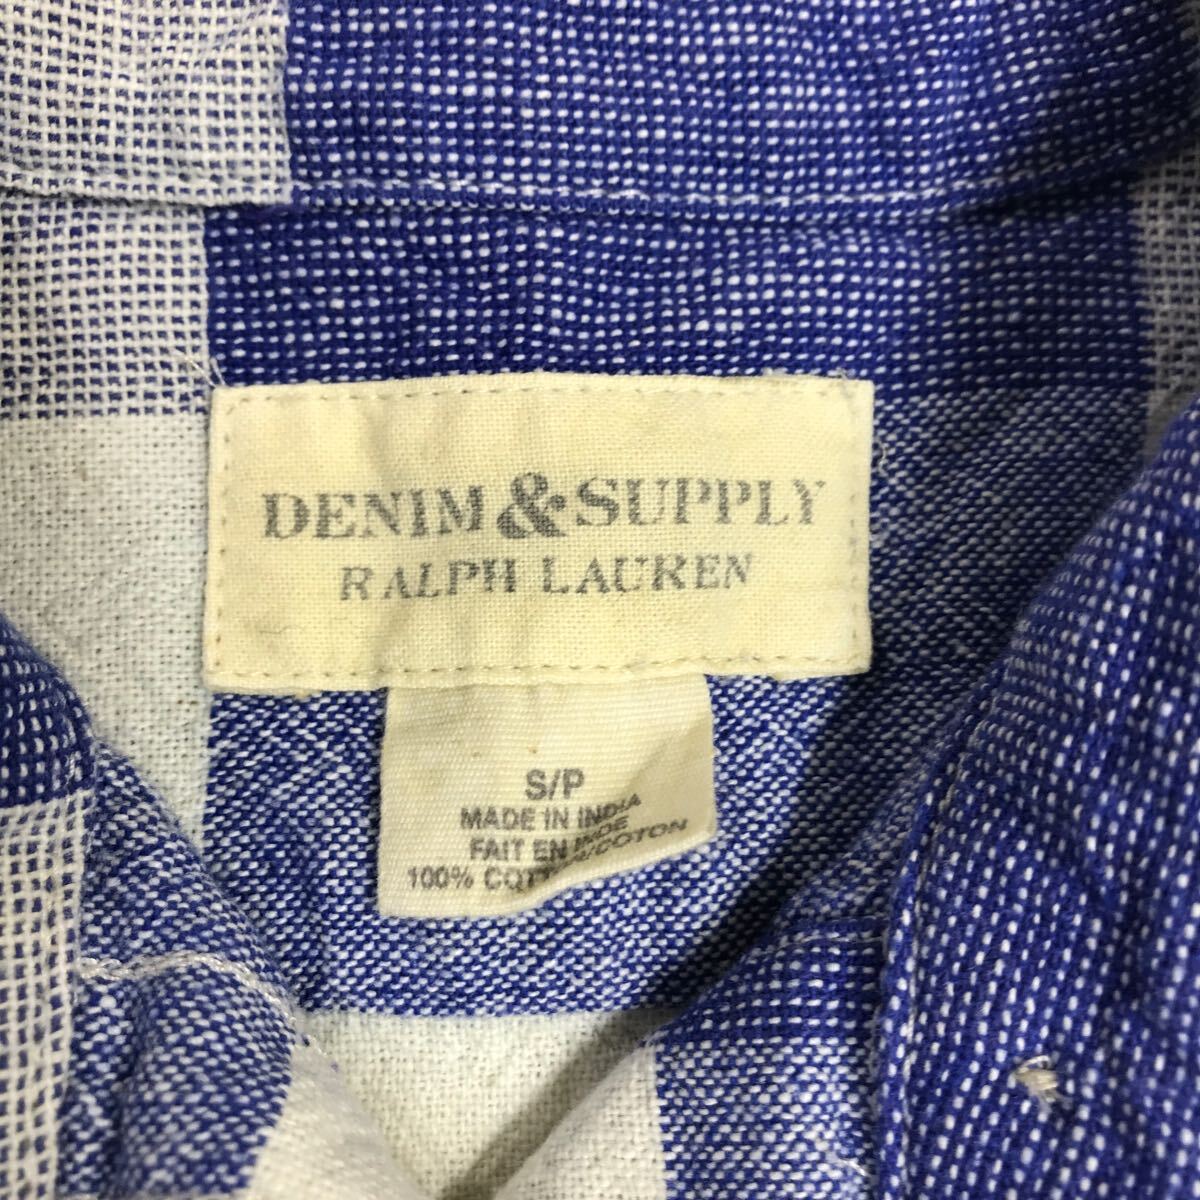 DENIM & SUPPLY
RALPH LAUREN
S/P
MADE IN INDIA
FAIT EN INDE
100% COTTON/COTON